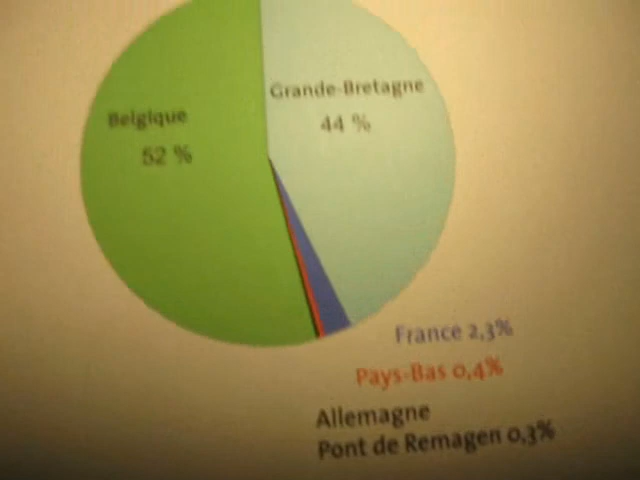 Belgique
52 %
Grande-Bretagne
44 %
France 2,3%
Pays-Bas 0,4%
Allemagne
Pont de Remagen 0,3%